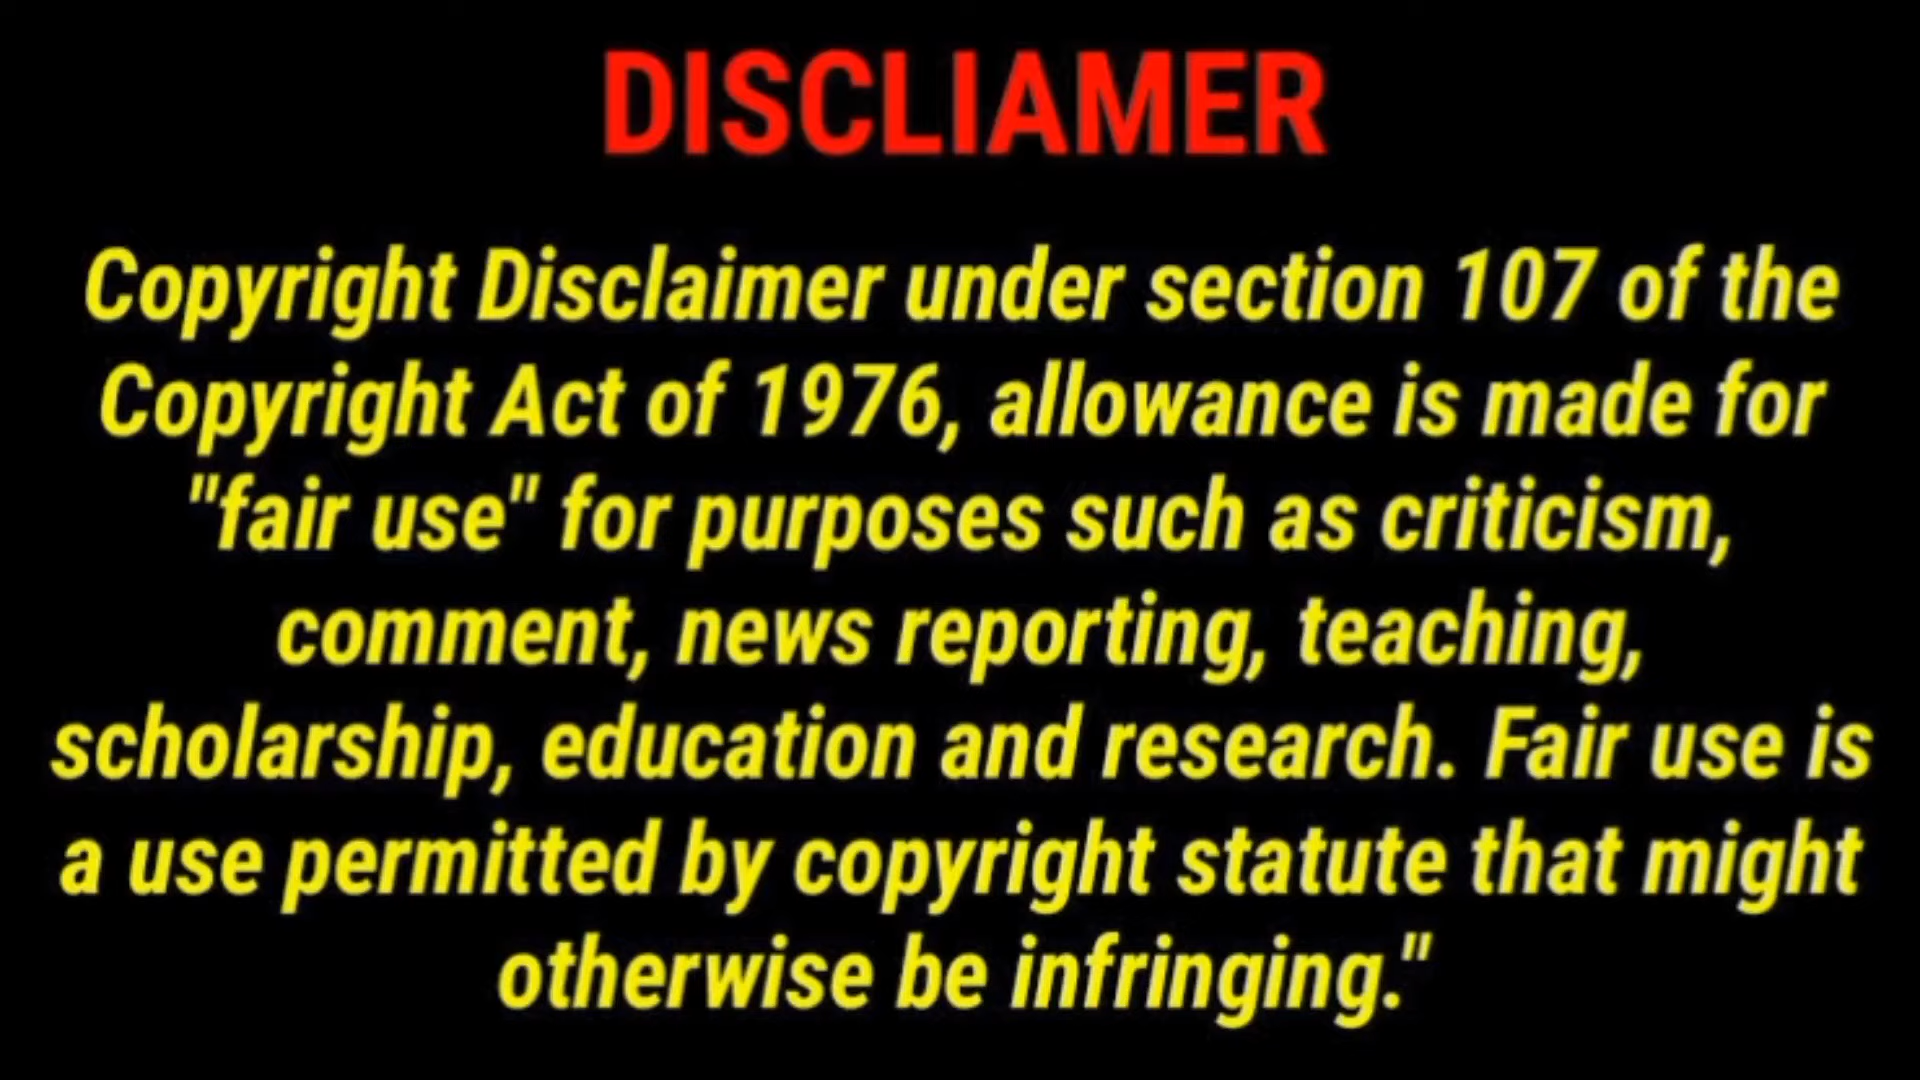 DISCLIAMER
Copyright Disclaimer under section 107 of the
Copyright Act of 1976, allowance is made for
"fair use" for purposes such as criticism,
comment, news reporting, teaching,
scholarship, education and research. Fair use is
a use permitted by copyright statute that might
otherwise be infringing."